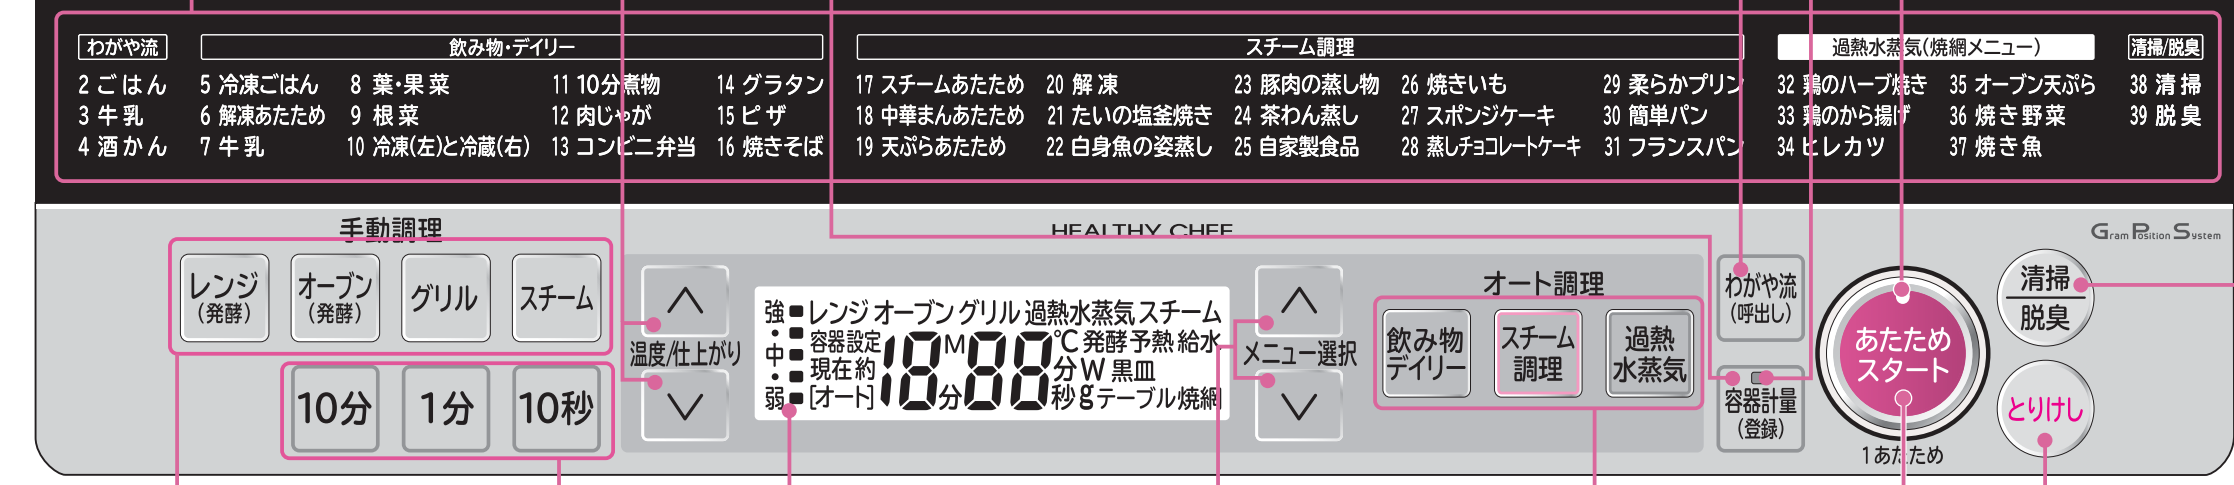 わがや流 飲み物・デイリー スチーム調理 過熱水蒸気(焼網メニュー) 清掃/脱臭
2 ごはん 5 冷凍ごはん 8 葉・果菜 11 10分煮物 14 グラタン 17 スチームあたため 20 解凍 23 豚肉の蒸し物 26 焼きいも 29 柔らかプリン 32 鶏のハーブ焼き 35 オーブン天ぷら 38 清掃
3 牛乳 6 解凍あたため 9 根菜 12 肉じゃが 15 ピザ 18 中華まんあたため 21 たいの塩釜焼き 24 茶わん蒸し 27 スポンジケーキ 30 簡単パン 33 鶏のから揚げ 36 焼き野菜 39 脱臭
4 酒かん 7 牛乳 10 冷凍(左)と冷蔵(右) 13 コンビニ弁当 16 焼きそば 19 天ぷらあたため 22 白身魚の姿蒸し 25 自家製食品 28 蒸しチョコレートケーキ 31 フランスパン 34 ヒレカツ 37 焼き魚
手動調理
HEALTHY CHEF
Gram Position System
レンジ
(発酵)
オーブン
(発酵)
グリル
スチーム
10分
1分
10秒
温度/仕上がり
強 レンジ オーブン グリル 過熱水蒸気 スチーム
・ 容器設定 18 M 88 ℃ 発酵 予熱 給水
中 現在 約 分 W 黒皿
・
弱 [オート] 分 秒 g テーブル 焼網
メニュー選択
オート調理
飲み物
デイリー
スチーム
調理
過熱
水蒸気
わがや流
(呼出し)
容器計量
(登録)
あたため
スタート
1あたため
清掃
脱臭
とりけし